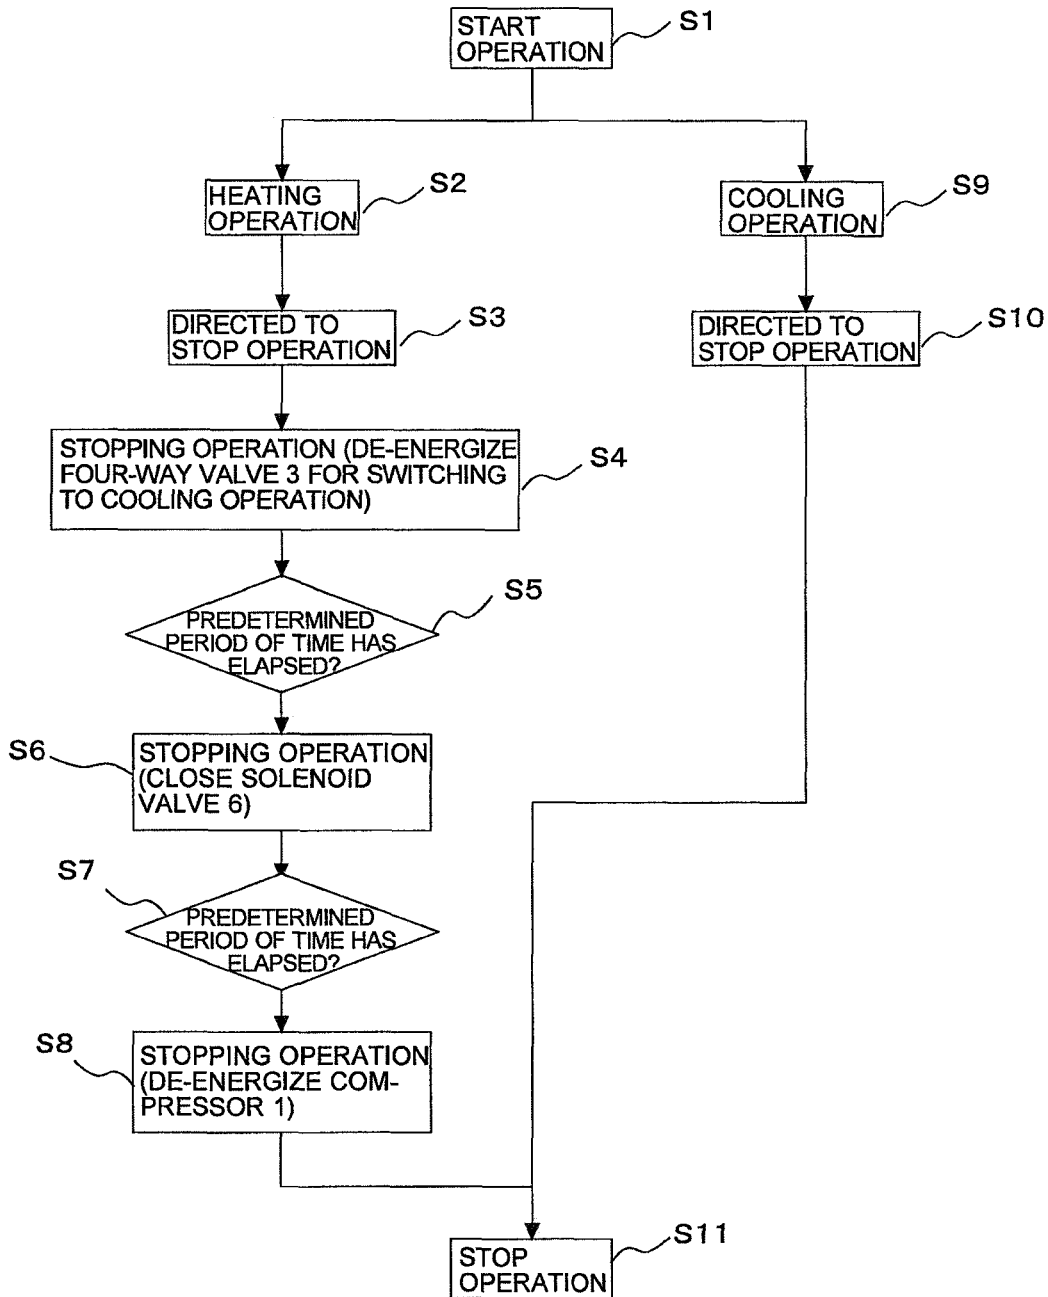 START
OPERATION
S1
HEATING
OPERATION
S2
COOLING
OPERATION
S9
DIRECTED TO
STOP OPERATION
S3
DIRECTED TO
STOP OPERATION
S10
STOPPING OPERATION (DE-ENERGIZE
FOUR-WAY VALVE 3 FOR SWITCHING
TO COOLING OPERATION)
S4
PREDETERMINED
PERIOD OF TIME HAS
ELAPSED?
S5
S6
STOPPING OPERATION
(CLOSE SOLENOID
VALVE 6)
S7
PREDETERMINED
PERIOD OF TIME HAS
ELAPSED?
S8
STOPPING OPERATION
(DE-ENERGIZE COM-
PRESSOR 1)
STOP
OPERATION
S11